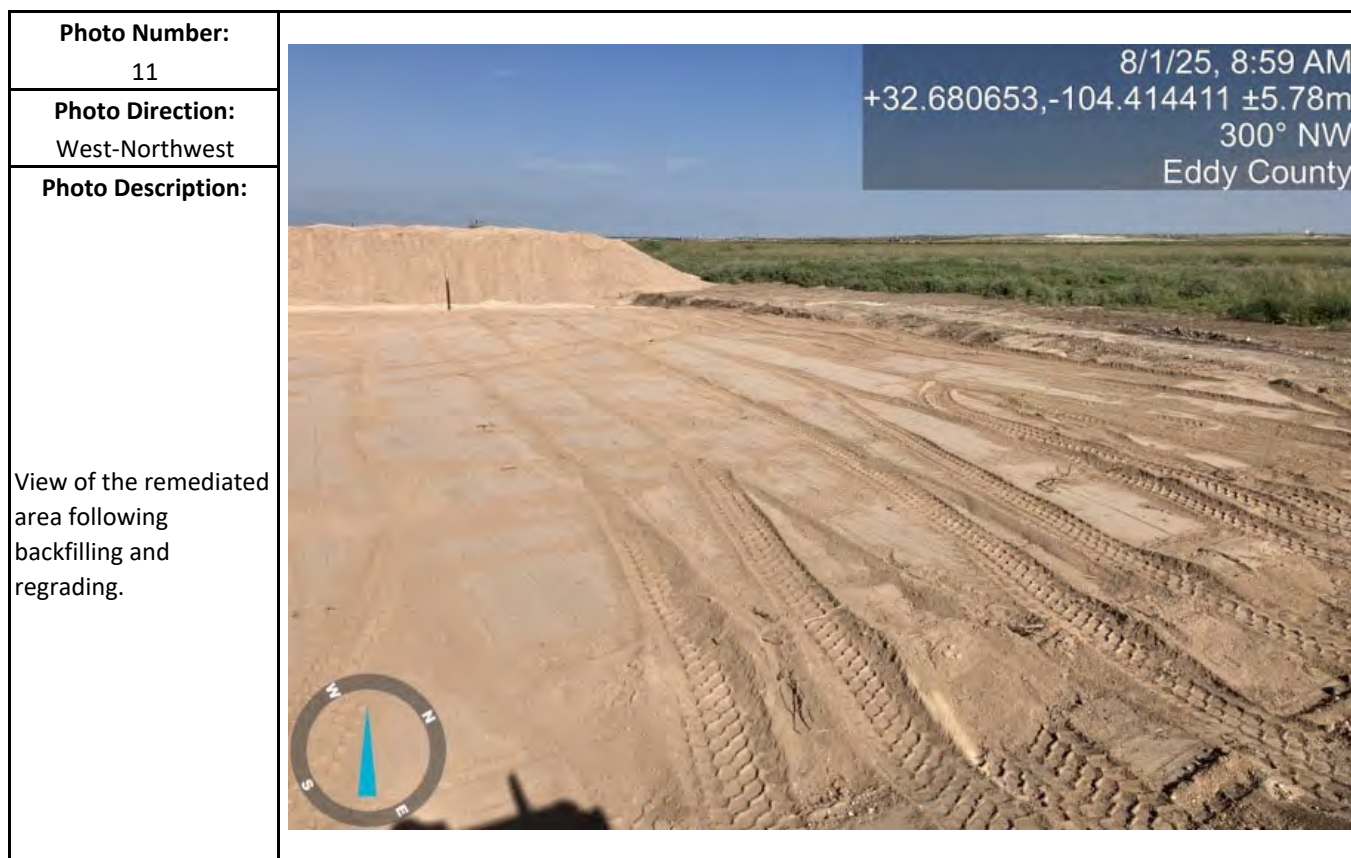 Photo Number:
11
Photo Direction:
West-Northwest
Photo Description:
View of the remediated
area following
backfilling and
regrading.
8/1/25, 8:59 AM
+32.680653,-104.414411 ±5.78m
300° NW
Eddy County
W
N
S
E